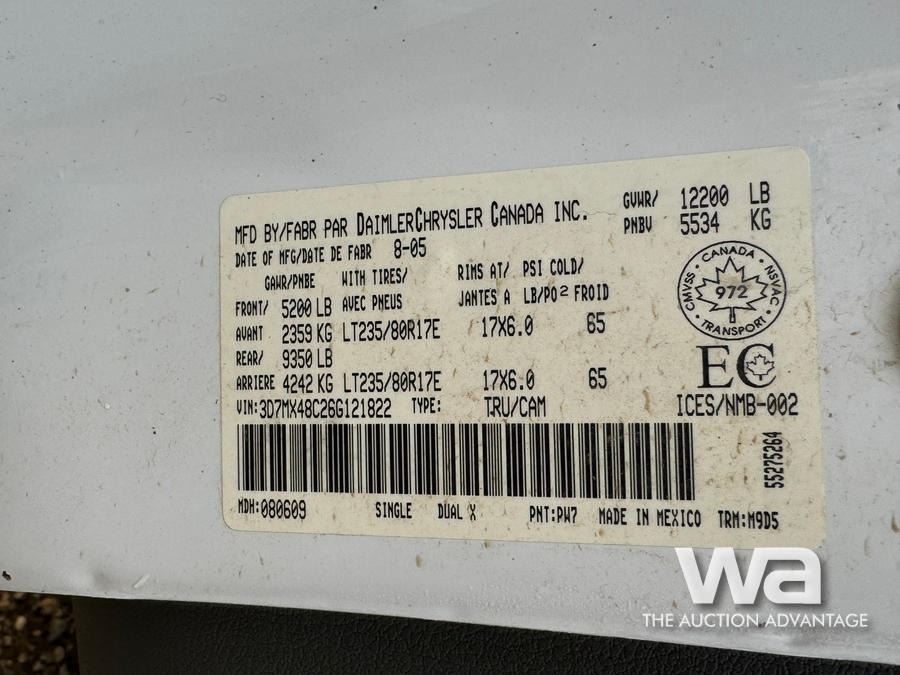 MFD BY/FABR PAR DAIMLERCHRYSLER CANADA INC.
GVWR/ 12200 LB
PNBV 5534 KG
DATE OF MFG/DATE DE FABR 8-05
GAWR/PNBE WITH TIRES/ RIMS AT/ PSI COLD/
FRONT/ 5200 LB AVEC PNEUS JANTES A LB/PO2 FROID
AVANT 2359 KG LT235/80R17E 17X6.0 65
REAR/ 9350 LB
ARRIERE 4242 KG LT235/80R17E 17X6.0 65
VIN: 3D7MX48C26G121822 TYPE: TRU/CAM
CANADA
CMVSS 972 NSVAC
TRANSPORT
EC
ICES/NMB-002
55275264
MDH:080609 SINGLE DUAL X PNT:PW7 MADE IN MEXICO TRM:M9D5
wa
THE AUCTION ADVANTAGE